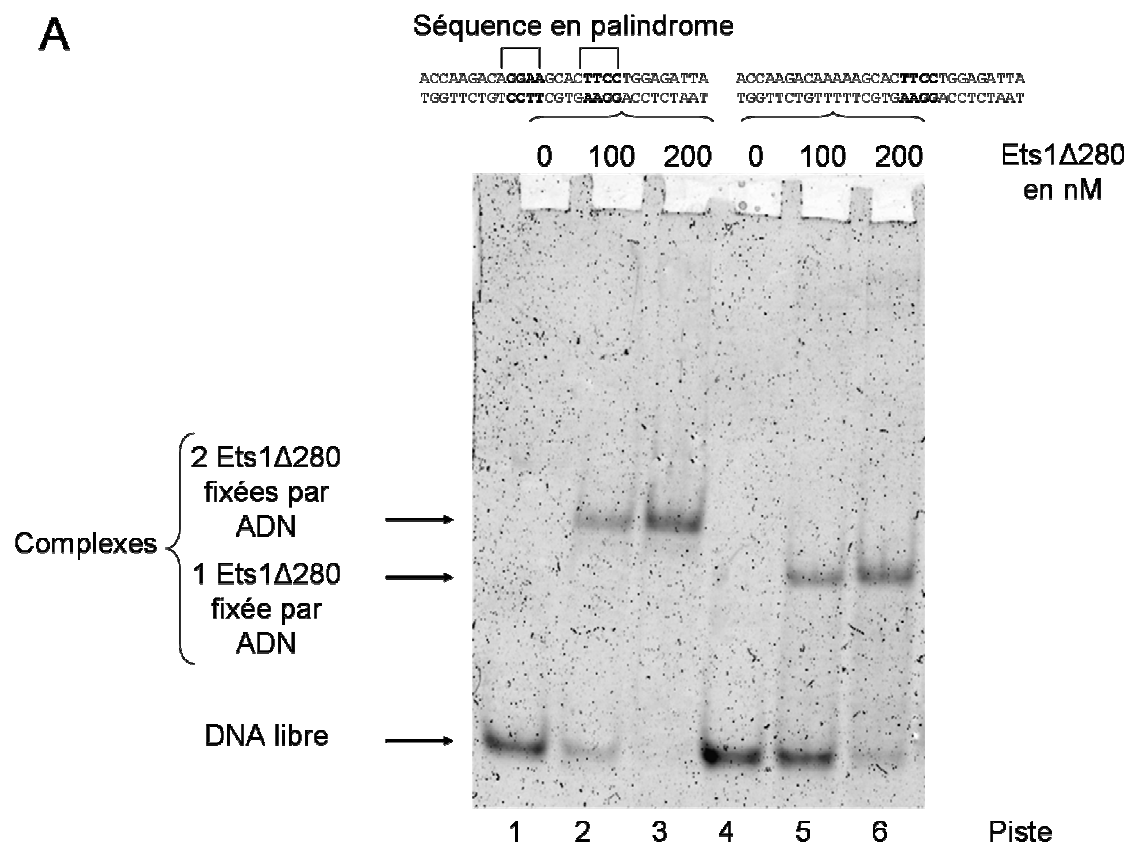 A
Séquence en palindrome
ACCAAGACAGGAAGCACTTCCTGGAGATTA ACCAAGACAAAAAGCACTTCCTGGAGATTA
TGGTTCTGTCCTTCGTGAAGGACCTCTAAT TGGTTCTGTTTTTCGTGAAGGACCTCTAAT
0 100 200 0 100 200 Ets1Δ280
en nM
2 Ets1Δ280
fixées par
ADN
Complexes
1 Ets1Δ280
fixée par
ADN
DNA libre
1 2 3 4 5 6 Piste